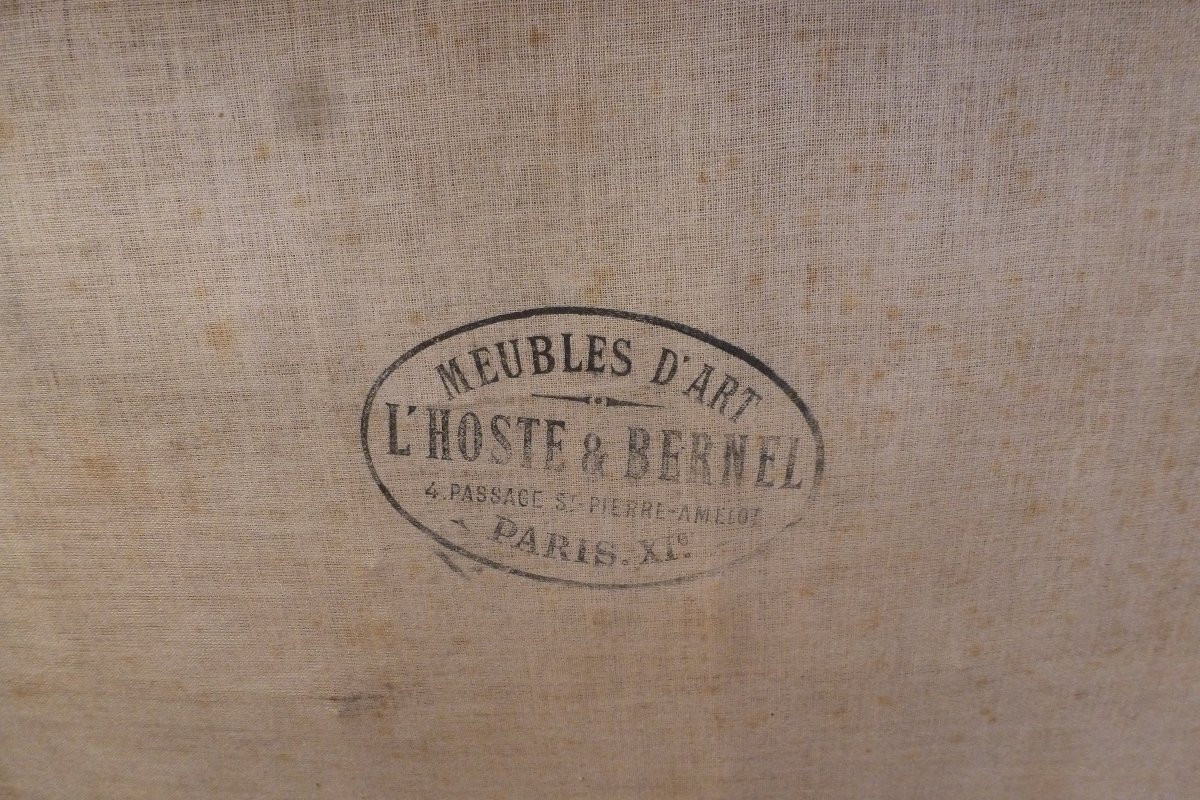 MEUBLES D'ART
L'HOSTE & BERNEL
4. PASSAGE ST-PIERRE-AMELOT
PARIS. XIE.